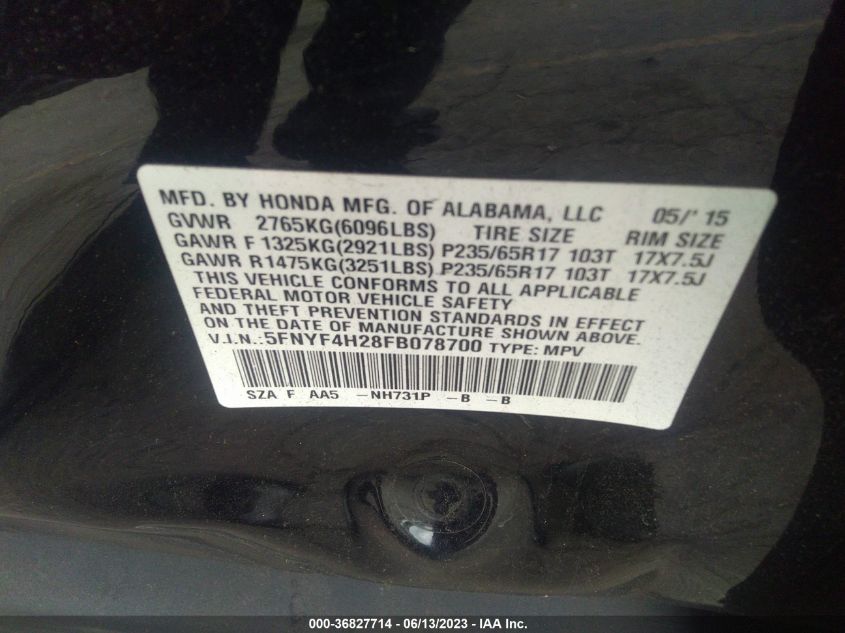 MFD. BY HONDA MFG. OF ALABAMA, LLC 05/' 15
GVWR 2765KG(6096LBS) TIRE SIZE RIM SIZE
GAWR F 1325KG(2921LBS) P235/65R17 103T 17X7.5J
GAWR R1475KG(3251LBS) P235/65R17 103T 17X7.5J
THIS VEHICLE CONFORMS TO ALL APPLICABLE
FEDERAL MOTOR VEHICLE SAFETY
AND THEFT PREVENTION STANDARDS IN EFFECT
ON THE DATE OF MANUFACTURE SHOWN ABOVE.
V.I.N.:5FNYF4H28FB078700 TYPE: MPV
SZA F AA5 -NH731P -B -B
000-36827714 - 06/13/2023 - IAA Inc.